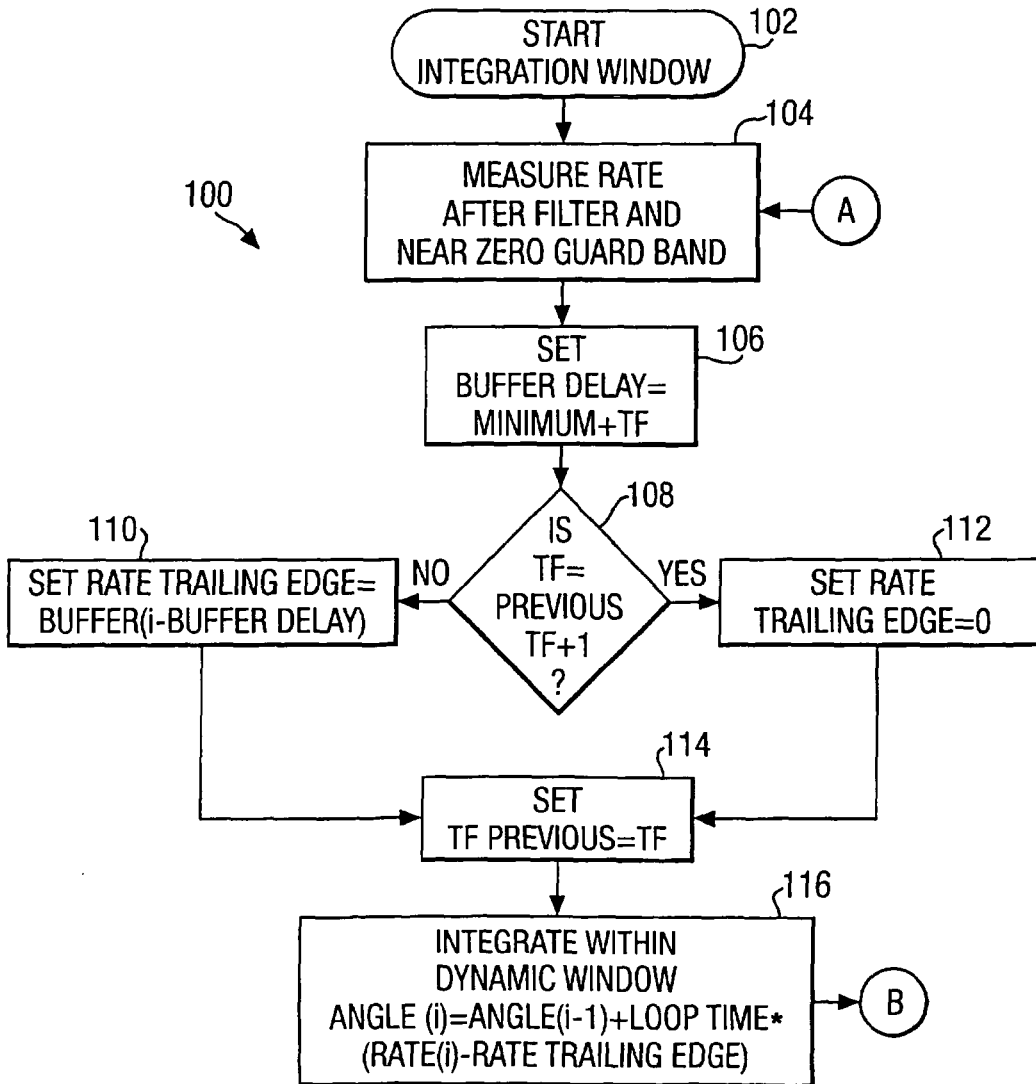 START
INTEGRATION WINDOW
102
104
MEASURE RATE
AFTER FILTER AND
NEAR ZERO GUARD BAND
A
100
106
SET
BUFFER DELAY=
MINIMUM+TF
108
IS
TF=
PREVIOUS
TF+1
?
110
NO
SET RATE TRAILING EDGE=
BUFFER(i-BUFFER DELAY)
YES
112
SET RATE
TRAILING EDGE=0
114
SET
TF PREVIOUS=TF
116
INTEGRATE WITHIN
DYNAMIC WINDOW
ANGLE (i)=ANGLE(i-1)+LOOP TIME*
(RATE(i)-RATE TRAILING EDGE)
B